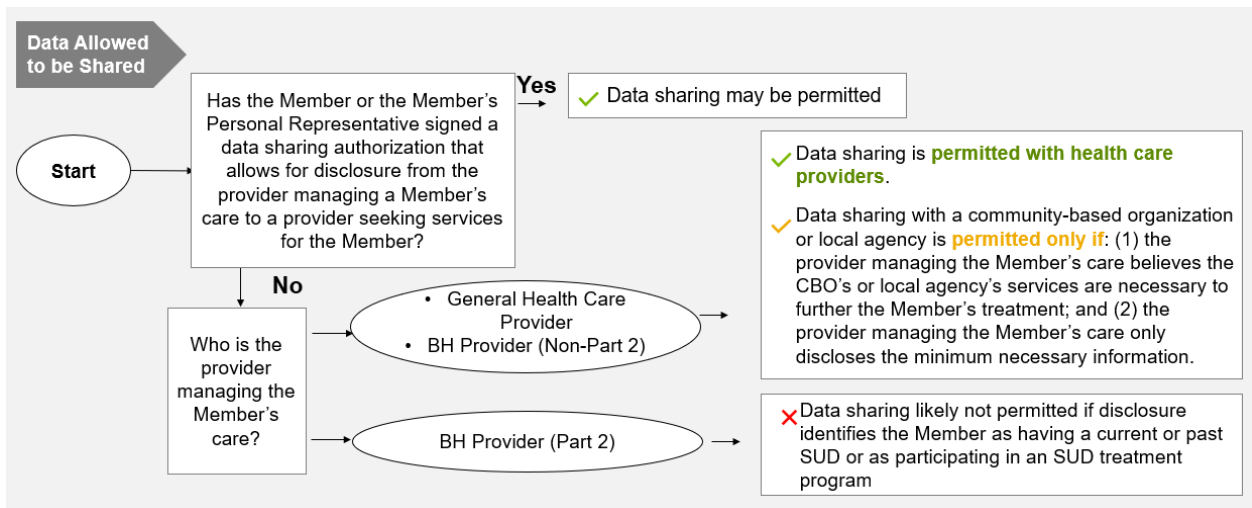 Data Allowed
to be Shared
Start
Has the Member or the Member's
Personal Representative signed a
data sharing authorization that
allows for disclosure from the
provider managing a Member's
care to a provider seeking services
for the Member?
Yes
Data sharing may be permitted
No
Who is the
provider
managing the
Member's
care?
• General Health Care
Provider
• BH Provider (Non-Part 2)
Data sharing is permitted with health care
providers.
Data sharing with a community-based organization
or local agency is permitted only if: (1) the
provider managing the Member's care believes the
CBO's or local agency's services are necessary to
further the Member's treatment; and (2) the
provider managing the Member's care only
discloses the minimum necessary information.
BH Provider (Part 2)
Data sharing likely not permitted if disclosure
identifies the Member as having a current or past
SUD or as participating in an SUD treatment
program